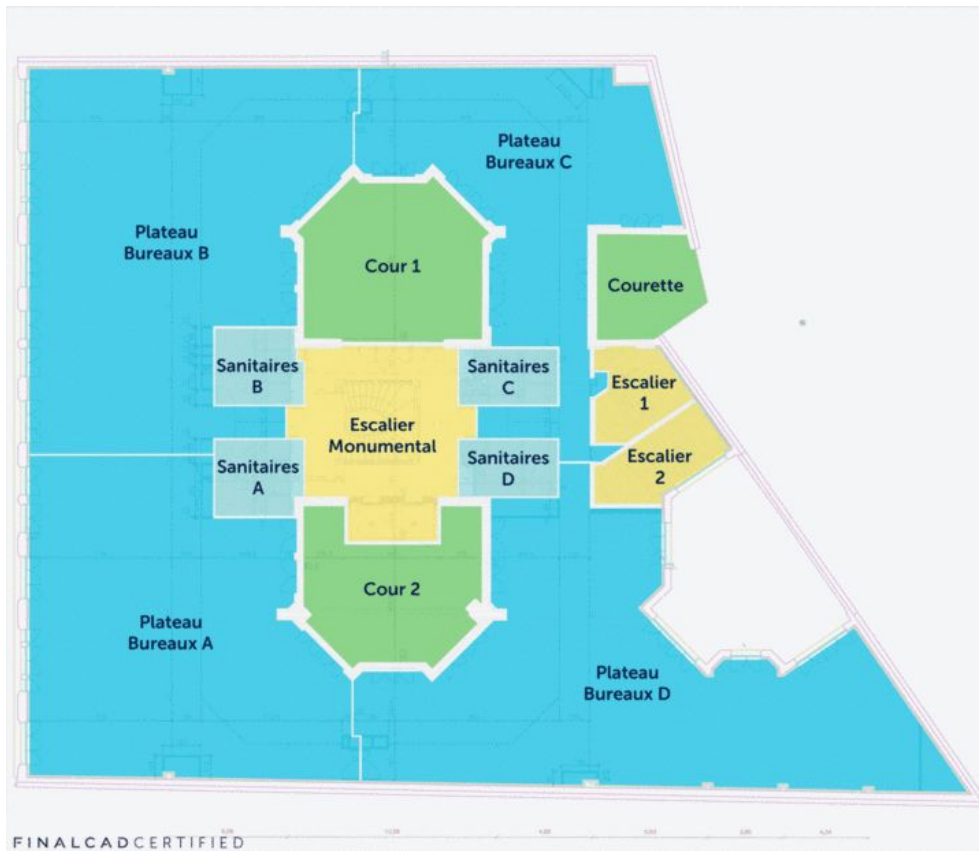 Plateau
Bureaux C
Plateau
Bureaux B
Cour 1
Courette
Sanitaires
B
Sanitaires
C
Escalier
1
Escalier
Monumental
Sanitaires
A
Sanitaires
D
Escalier
2
Cour 2
Plateau
Bureaux A
Plateau
Bureaux D
FINALCADCERTIFIED